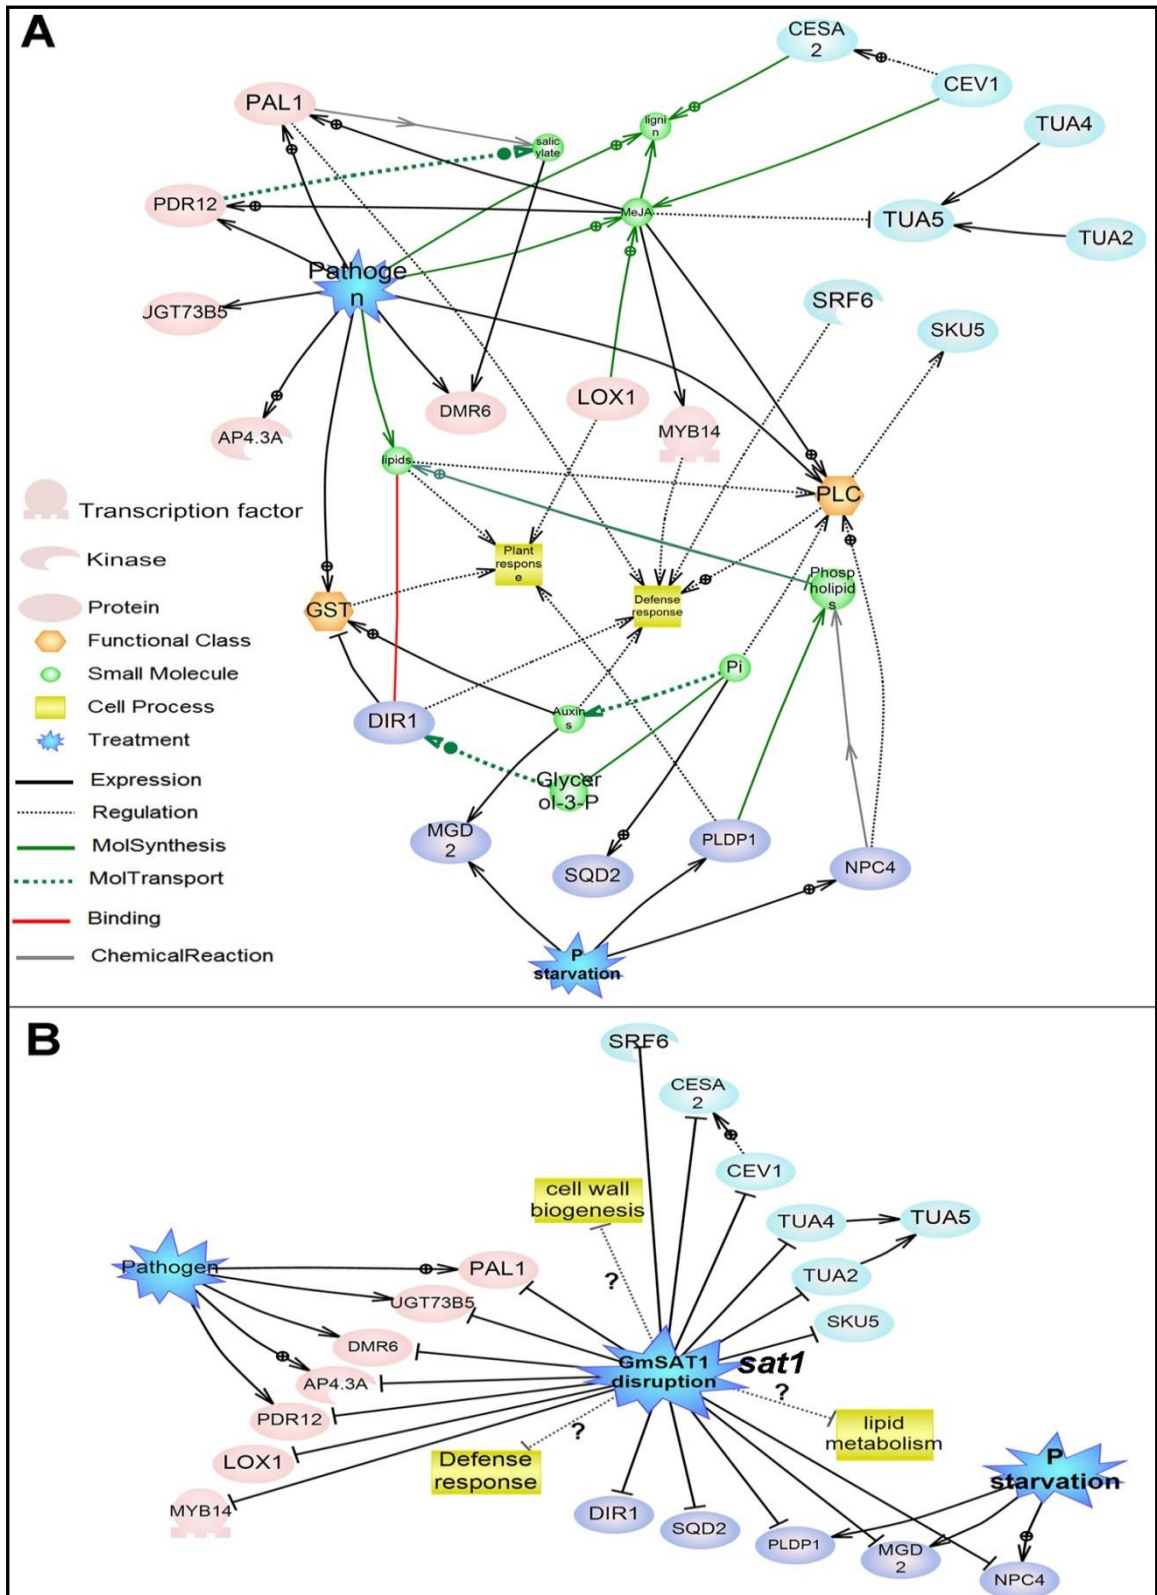 A
CESA
2
CEV1
PAL1
TUA4
ligni
n
salic
ylate
PDR12
MeJA
TUA5
TUA2
Pathoge
n
SRF6
UGT73B5
SKU5
LOX1
DMR6
MYB14
AP4.3A
lipids
PLC
Transcription factor
Plant
respons
e
Kinase
Phosp
holipid
s
Defense
response
Protein
GST
Functional Class
Small Molecule
Pi
Cell Process
Auxin
s
DIR1
Treatment
Glycer
ol-3-P
Expression
Regulation
MGD
2
PLDP1
MolSynthesis
SQD2
NPC4
MolTransport
Binding
P
starvation
ChemicalReaction
B
SRF6
CESA
2
CEV1
cell wall
biogenesis
TUA4
TUA5
Pathogen
PAL1
TUA2
?
UGT73B5
SKU5
DMR6
GmSAT1
disruption
sat1
AP4.3A
?
PDR12
lipid
metabolism
?
LOX1
Defense
response
P
starvation
MYB14
DIR1
SQD2
PLDP1
MGD
2
NPC4